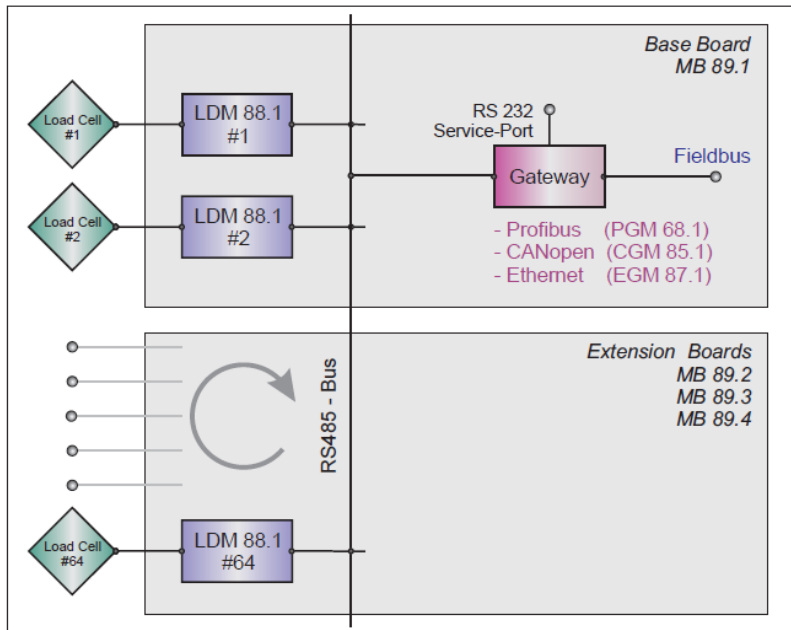 Base Board
MB 89.1
Load Cell
#1
LDM 88.1
#1
RS 232
Service-Port
Gateway
Fieldbus
Load Cell
#2
LDM 88.1
#2
- Profibus (PGM 68.1)
- CANopen (CGM 85.1)
- Ethernet (EGM 87.1)
Extension Boards
MB 89.2
MB 89.3
MB 89.4
RS485 - Bus
Load Cell
#64
LDM 88.1
#64